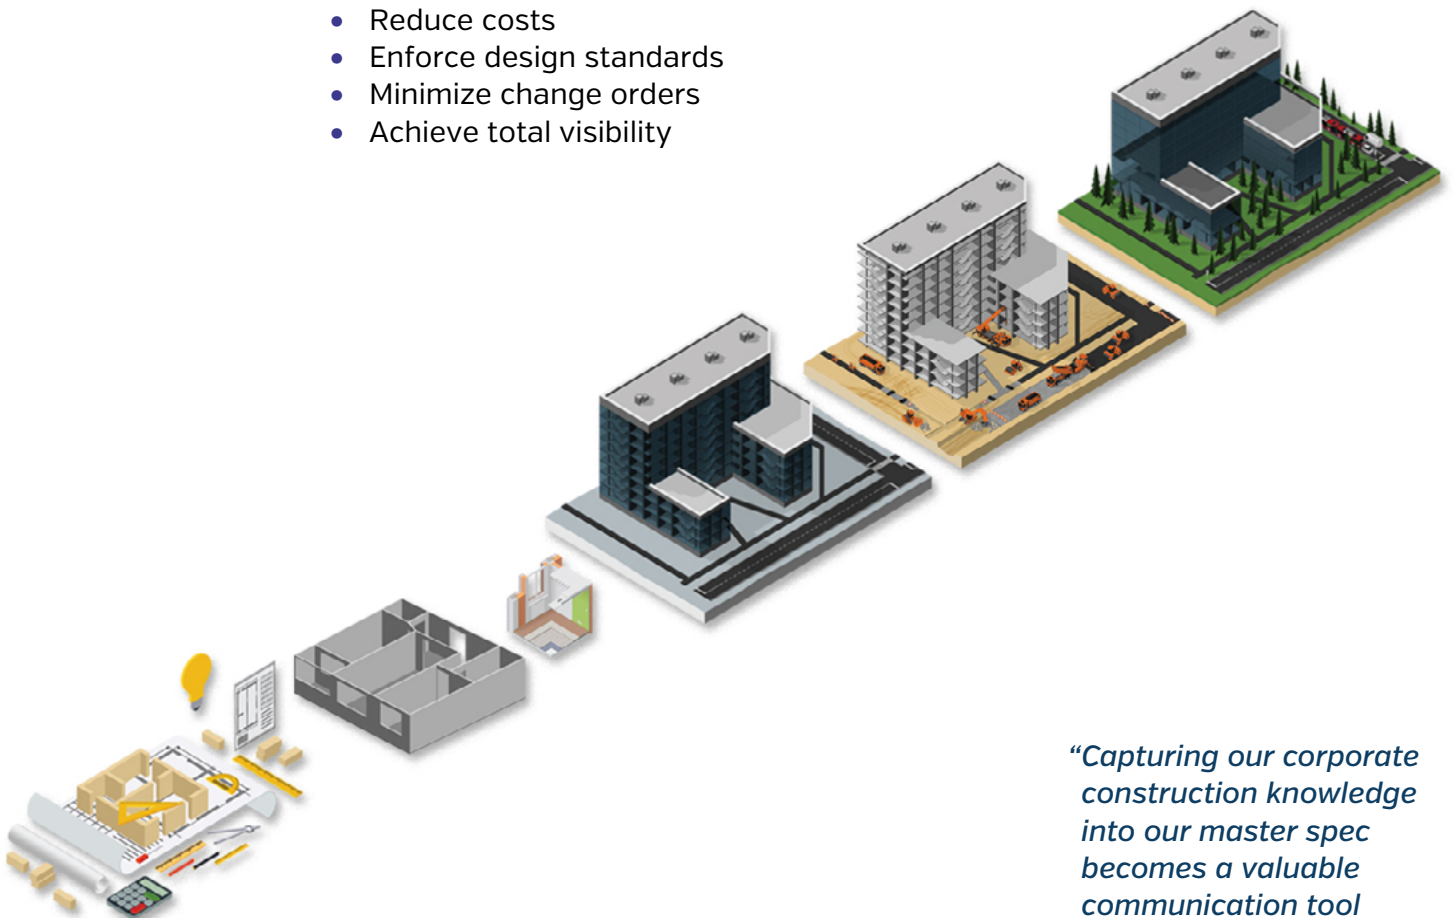 • Reduce costs
• Enforce design standards
• Minimize change orders
• Achieve total visibility
“Capturing our corporate
construction knowledge
into our master spec
becomes a valuable
communication tool